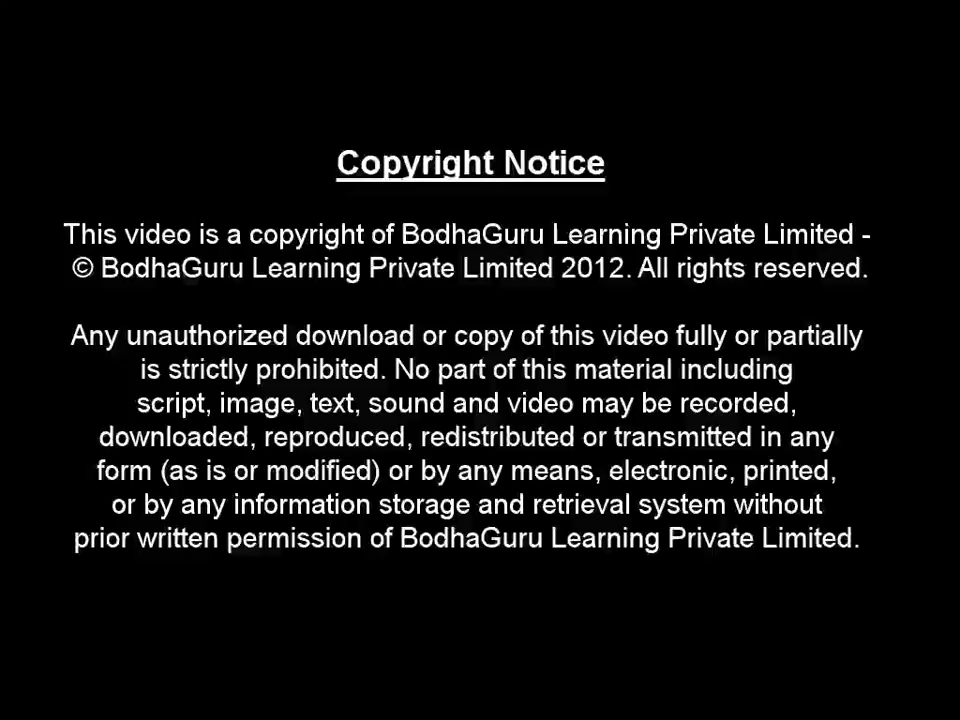 Copyright Notice
This video is a copyright of BodhaGuru Learning Private Limited -
© BodhaGuru Learning Private Limited 2012. All rights reserved.
Any unauthorized download or copy of this video fully or partially
is strictly prohibited. No part of this material including
script, image, text, sound and video may be recorded,
downloaded, reproduced, redistributed or transmitted in any
form (as is or modified) or by any means, electronic, printed,
or by any information storage and retrieval system without
prior written permission of BodhaGuru Learning Private Limited.